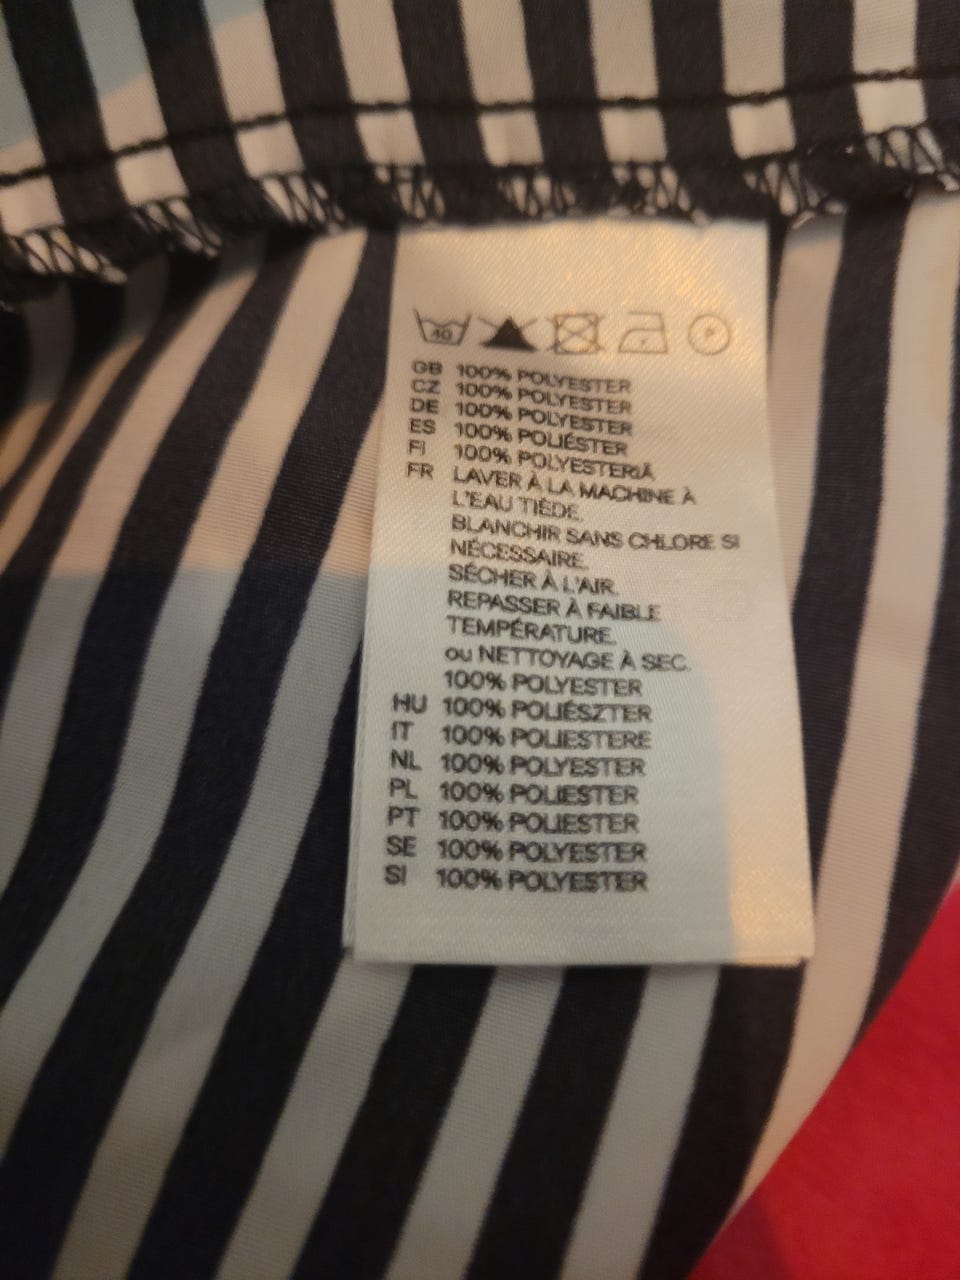 40 P
GB 100% POLYESTER
CZ 100% POLYESTER
DE 100% POLYESTER
ES 100% POLIÉSTER
FI 100% POLYESTERIÄ
FR LAVER À LA MACHINE À
L'EAU TIÈDE.
BLANCHIR SANS CHLORE SI
NÉCESSAIRE.
SÉCHER À L'AIR.
REPASSER À FAIBLE
TEMPÉRATURE.
ou NETTOYAGE À SEC.
100% POLYESTER
HU 100% POLIÉSZTER
IT 100% POLIESTERE
NL 100% POLYESTER
PL 100% POLIESTER
PT 100% POLIÉSTER
SE 100% POLYESTER
SI 100% POLYESTER